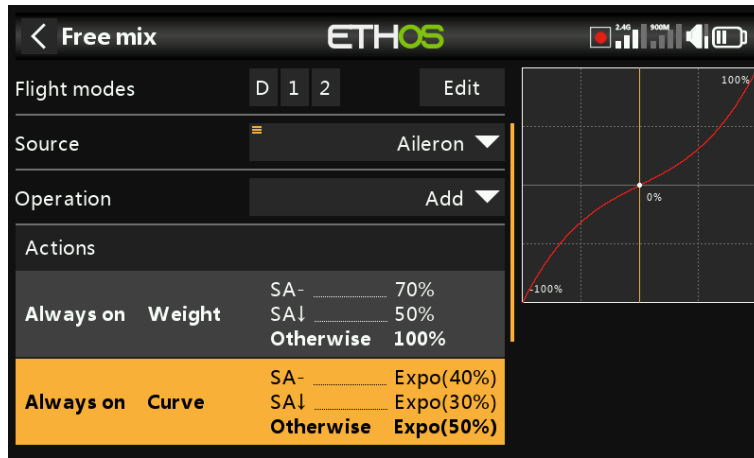 Free mix
ETHOS
2.4G
900M
Flight modes D 1 2 Edit
Source Aileron
Operation Add
Actions
Always on Weight
SA- 70%
SA↓ 50%
Otherwise 100%
Always on Curve
SA- Expo(40%)
SA↓ Expo(30%)
Otherwise Expo(50%)
100%
0%
-100%